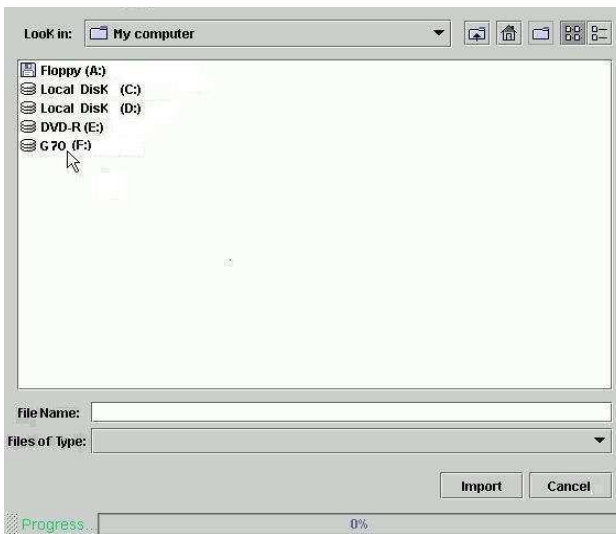 LooK in: My computer
Floppy (A:)
Local DisK (C:)
Local DisK (D:)
DVD-R (E:)
G70 (F:)
File Name:
Files of Type:
Import Cancel
Progress... 0%